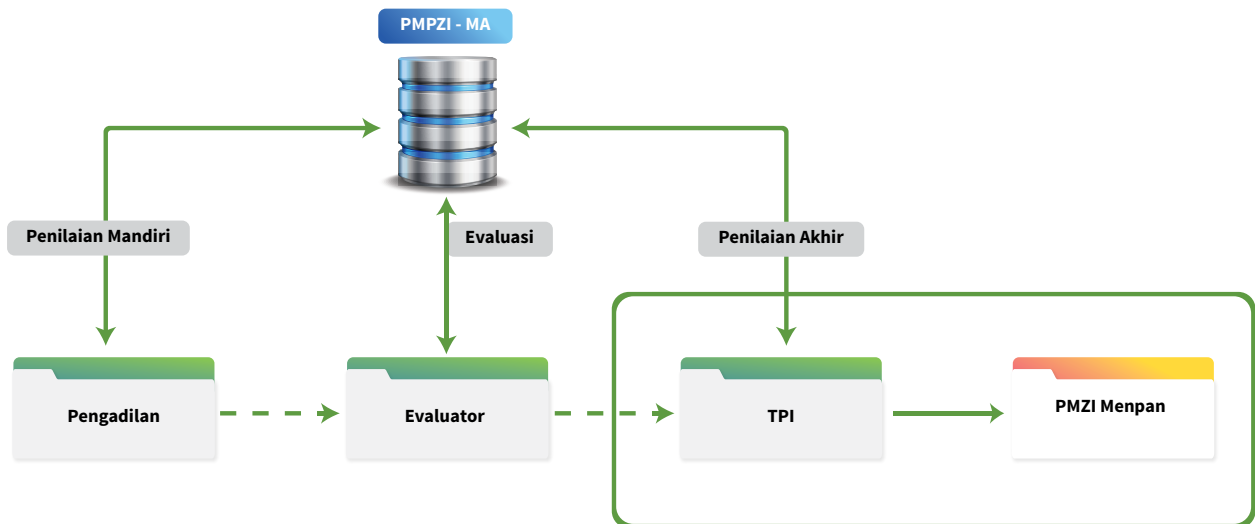 PMPZI - MA
Penilaian Mandiri
Evaluasi
Penilaian Akhir
Pengadilan
Evaluator
TPI
PMZI Menpan